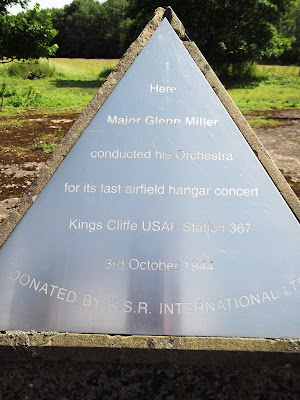 Here
Major Glenn Miller
conducted his Orchestra
for its last airfield hangar concert
Kings Cliffe USAF Station 367
3rd October 1944
DONATED BY K.S.R. INTERNATIONAL LT